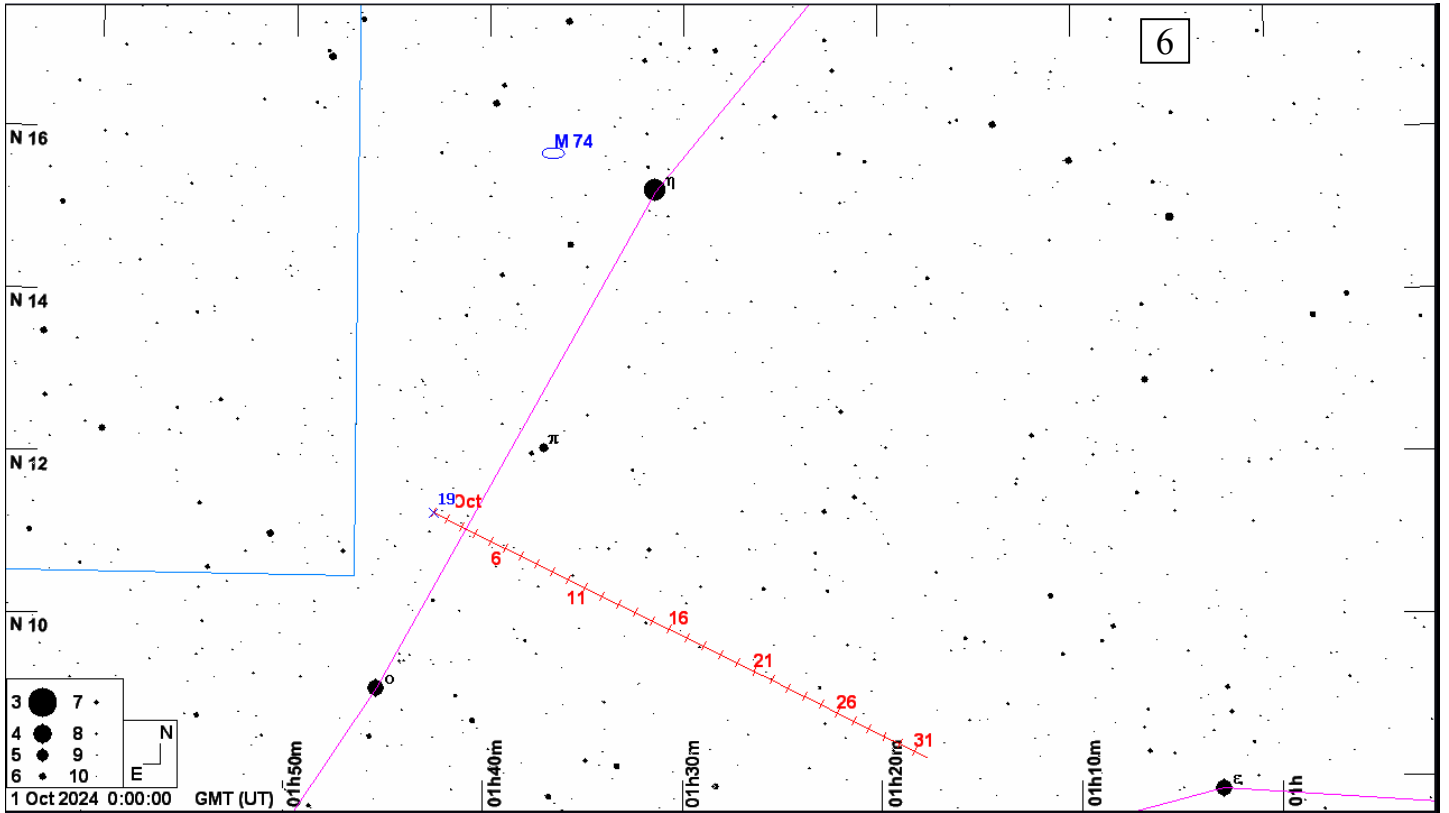 6
N 16
M 74
η
N 14
π
N 12
19 Oct
6
11
16
N 10
21
ο
26
31
3 7
4 8
5 9
6 10
N
E
01h50m
01h40m
01h30m
01h20m
01h10m
ε
01h
1 Oct 2024 0:00:00 GMT (UT)